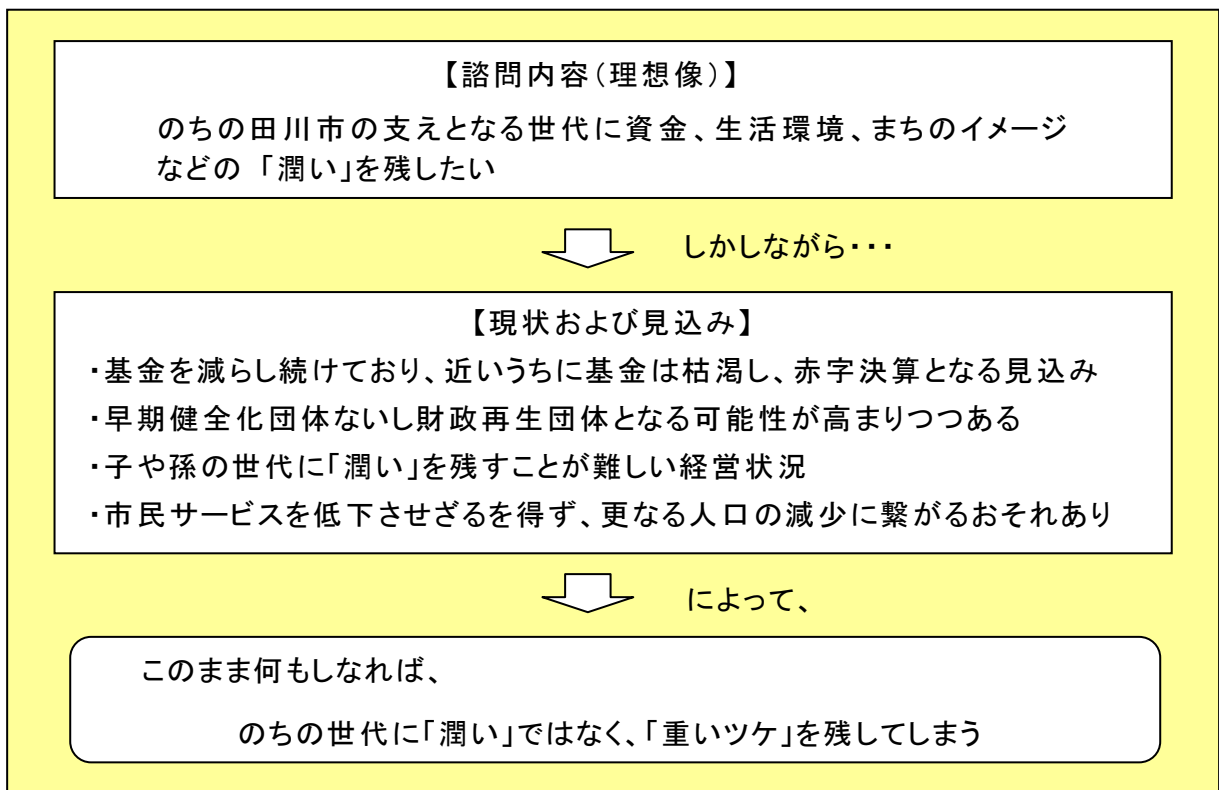 【諮問内容(理想像)】
のちの田川市の支えとなる世代に資金、生活環境、まちのイメージ
などの「潤い」を残したい
しかしながら・・・
【現状および見込み】
・基金を減らし続けており、近いうちに基金は枯渇し、赤字決算となる見込み
・早期健全化団体ないし財政再生団体となる可能性が高まりつつある
・子や孫の世代に「潤い」を残すことが難しい経営状況
・市民サービスを低下させざるを得ず、更なる人口の減少に繋がるおそれあり
によって、
このまま何もしなれば、
のちの世代に「潤い」ではなく、「重いツケ」を残してしまう